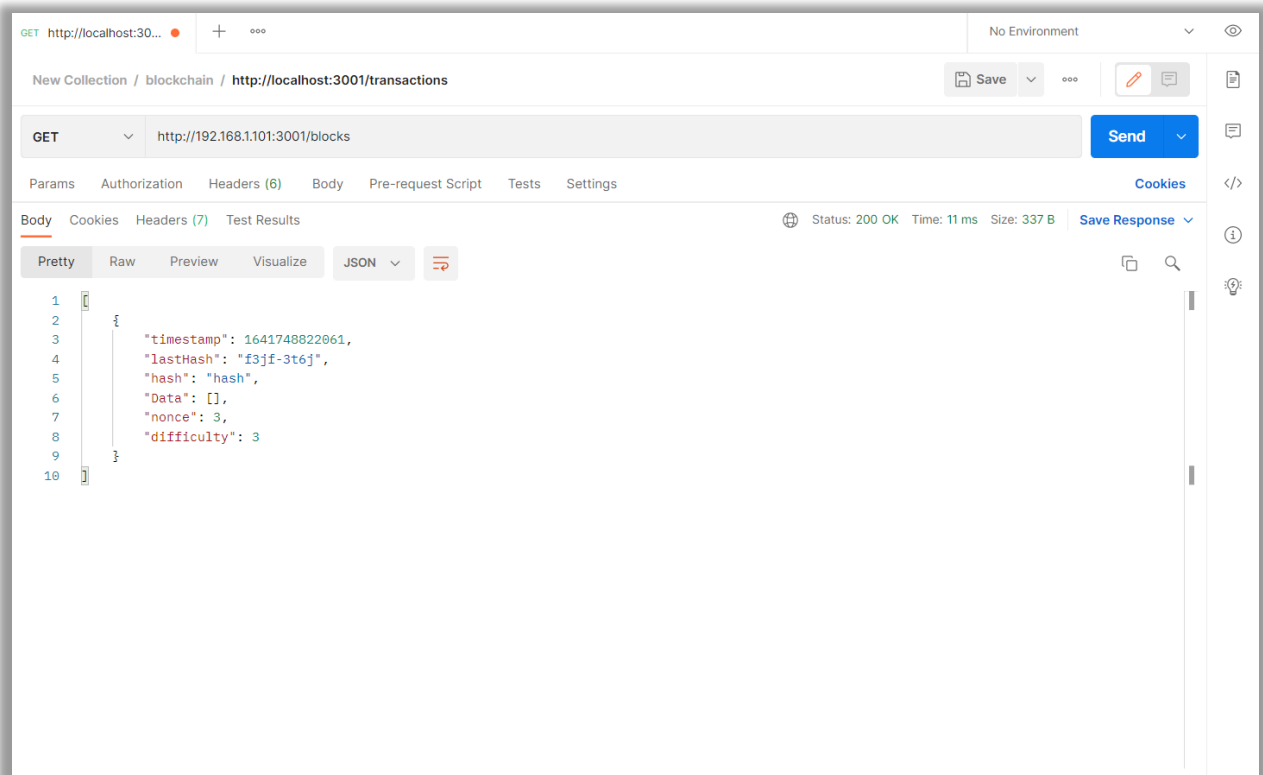 GET http://localhost:30... No Environment
New Collection / blockchain / http://localhost:3001/transactions Save
GET http://192.168.1.101:3001/blocks Send
Params Authorization Headers (6) Body Pre-request Script Tests Settings Cookies
Body Cookies Headers (7) Test Results Status: 200 OK Time: 11 ms Size: 337 B Save Response
Pretty Raw Preview Visualize JSON
1 [
2 {
3 "timestamp": 1641748822061,
4 "lastHash": "f3jf-3t6j",
5 "hash": "hash",
6 "Data": [],
7 "nonce": 3,
8 "difficulty": 3
9 }
10 ]